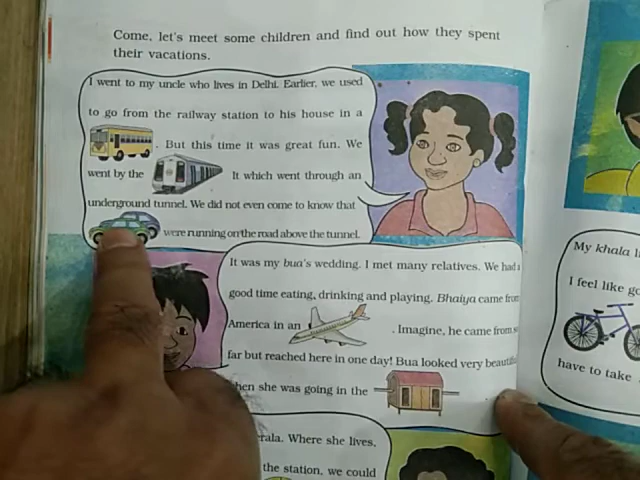 Come, let's meet some children and find out how they spent
their vacations.
I went to my uncle who lives in Delhi. Earlier, we used
to go from the railway station to his house in a
. But this time it was great fun. We
went by the It which went through an
underground tunnel. We did not even come to know that
were running on the road above the tunnel.
It was my bua's wedding. I met many relatives. We had a
good time eating, drinking and playing. Bhaiya came from
America in an . Imagine, he came from
far but reached here in one day! Bua looked very
when she was going in the
Where she lives,
the station, we could
My khala
I feel like
have to take